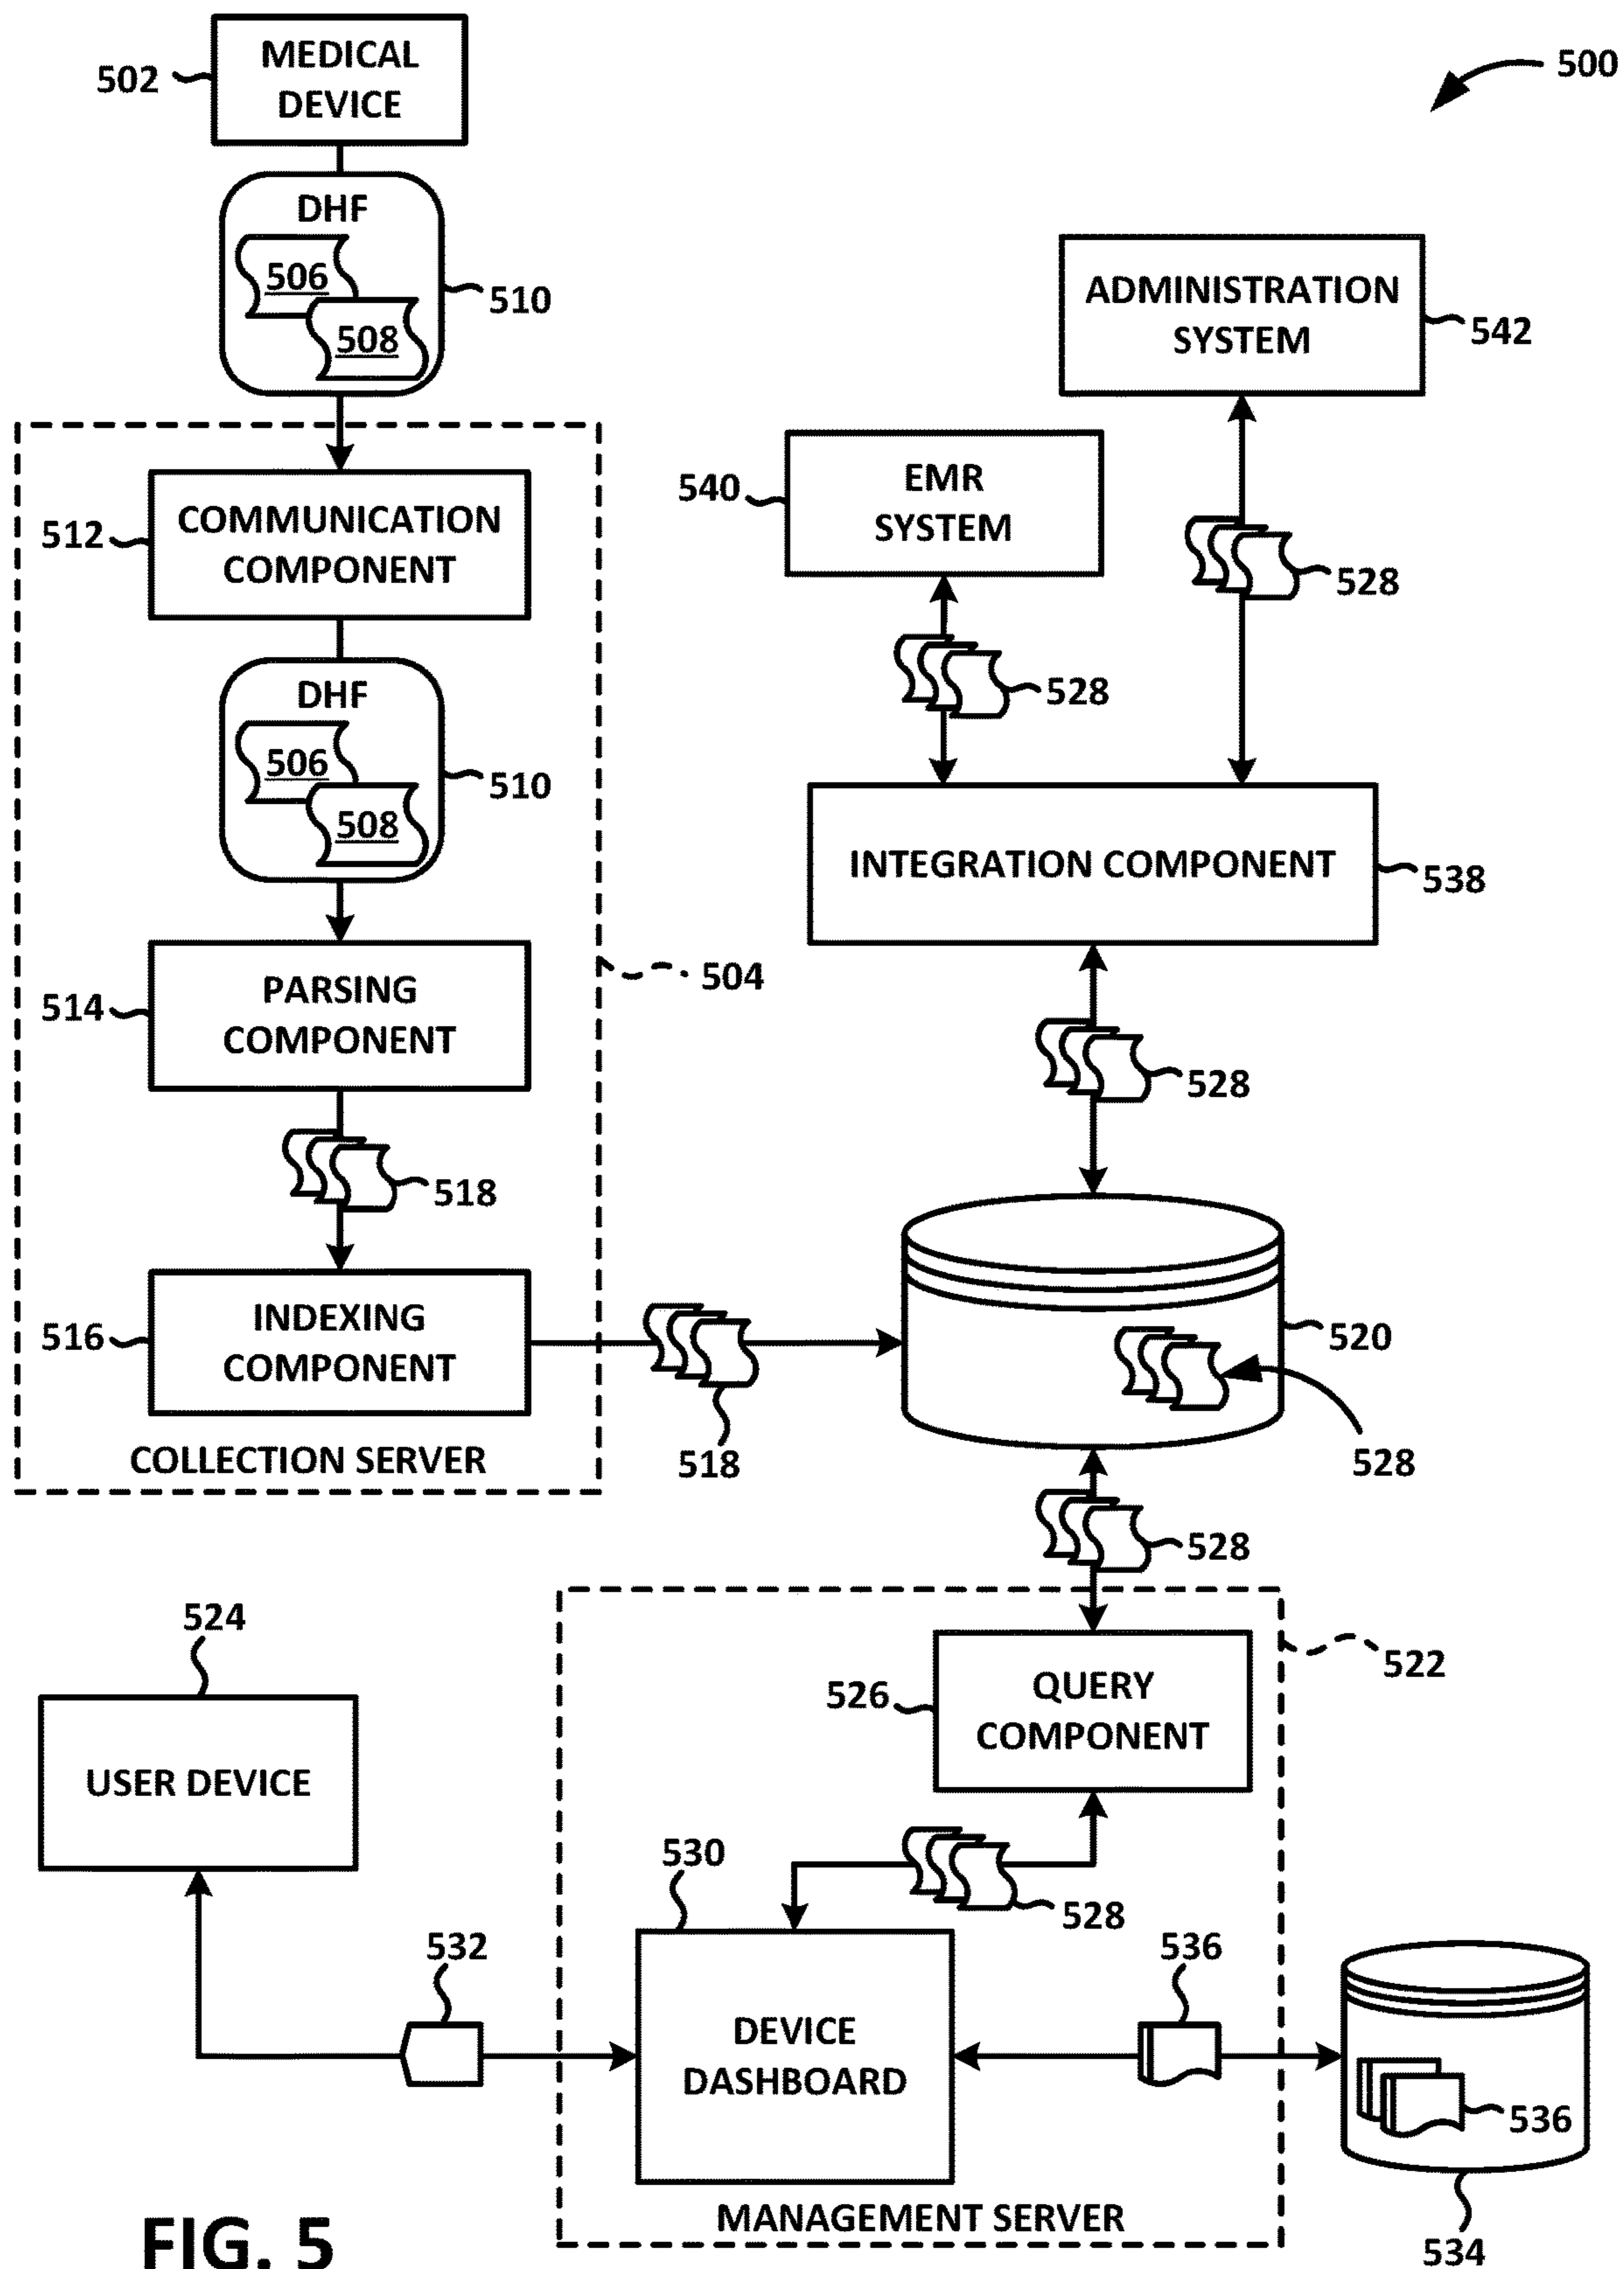 500
502
MEDICAL
DEVICE
DHF
506
508
510
ADMINISTRATION
SYSTEM
542
540
EMR
SYSTEM
512
COMMUNICATION
COMPONENT
528
528
DHF
506
508
510
INTEGRATION COMPONENT
538
504
514
PARSING
COMPONENT
528
518
516
INDEXING
COMPONENT
518
520
528
COLLECTION SERVER
528
524
USER DEVICE
522
526
QUERY
COMPONENT
530
528
532
536
DEVICE
DASHBOARD
536
534
MANAGEMENT SERVER
FIG. 5